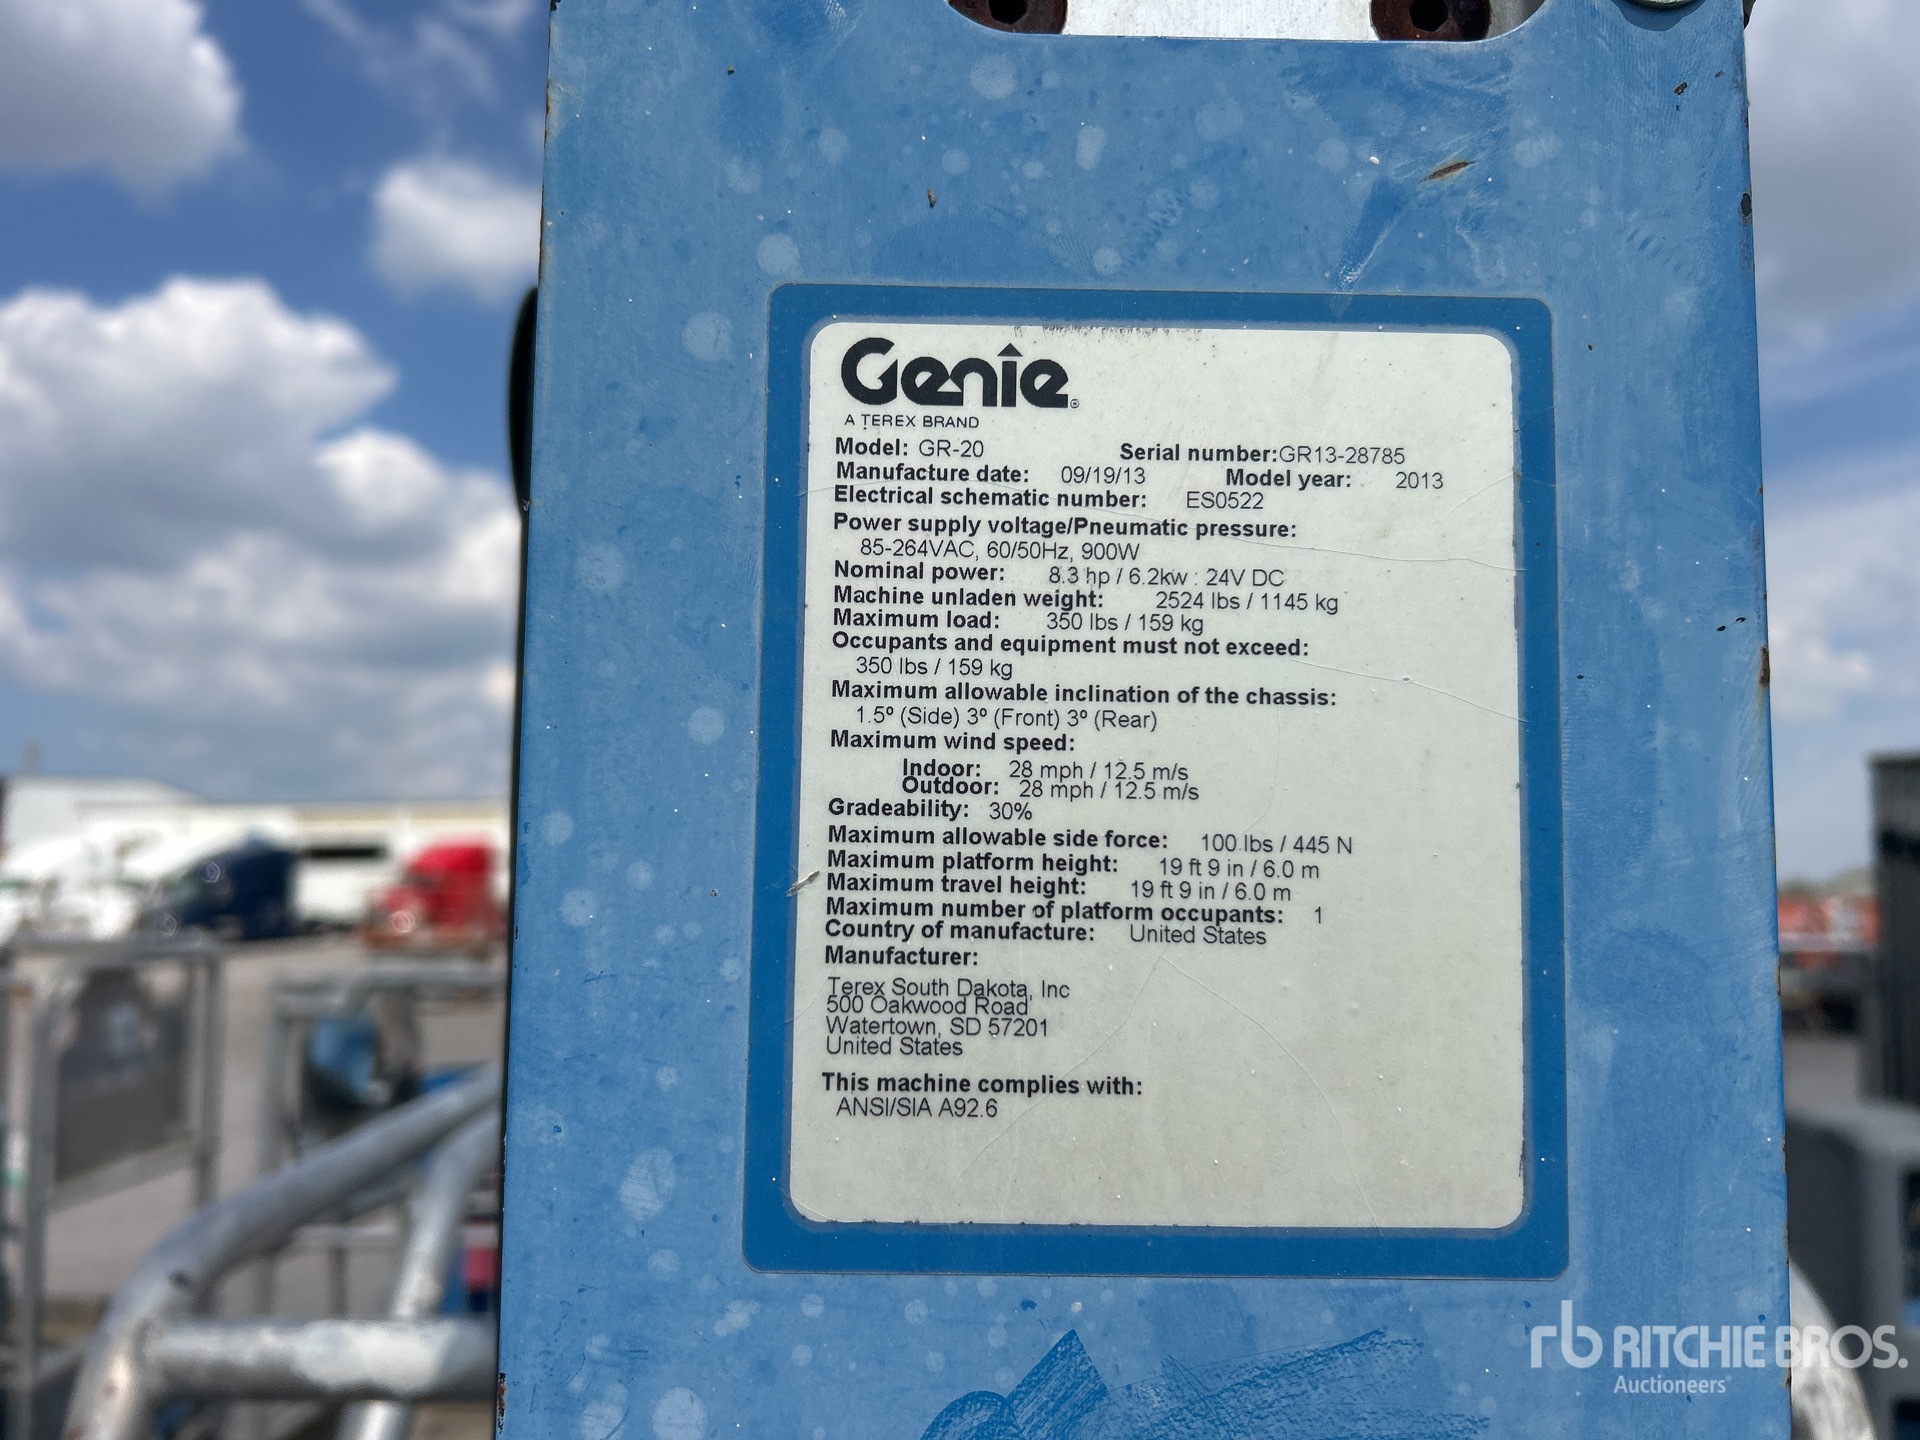 Genie®
A TEREX BRAND
Model: GR-20 Serial number:GR13-28785
Manufacture date: 09/19/13 Model year: 2013
Electrical schematic number: ES0522
Power supply voltage/Pneumatic pressure:
85-264VAC, 60/50Hz, 900W
Nominal power: 8.3 hp / 6.2kw : 24V DC
Machine unladen weight: 2524 lbs / 1145 kg
Maximum load: 350 lbs / 159 kg
Occupants and equipment must not exceed:
350 lbs / 159 kg
Maximum allowable inclination of the chassis:
1.5º (Side) 3º (Front) 3º (Rear)
Maximum wind speed:
Indoor: 28 mph / 12.5 m/s
Outdoor: 28 mph / 12.5 m/s
Gradeability: 30%
Maximum allowable side force: 100 lbs / 445 N
Maximum platform height: 19 ft 9 in / 6.0 m
Maximum travel height: 19 ft 9 in / 6.0 m
Maximum number of platform occupants: 1
Country of manufacture: United States
Manufacturer:
Terex South Dakota, Inc
500 Oakwood Road
Watertown, SD 57201
United States
This machine complies with:
ANSI/SIA A92.6
rb RITCHIE BROS.
Auctioneers